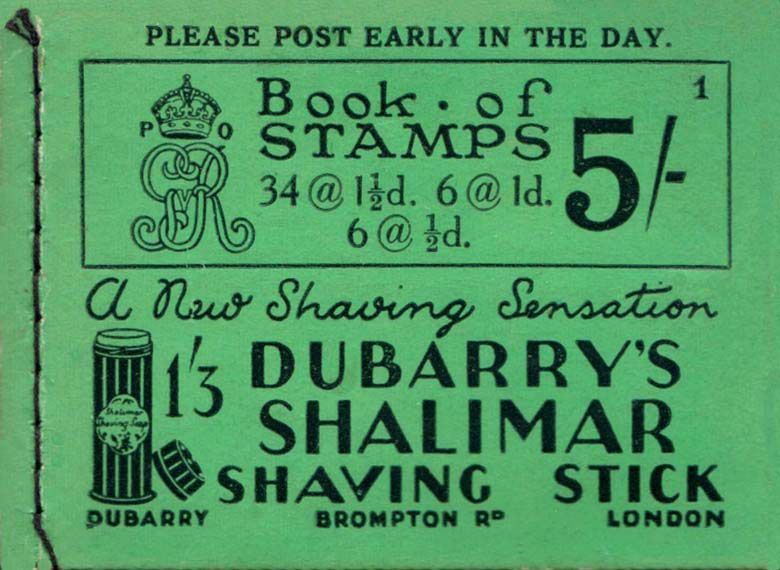 PLEASE POST EARLY IN THE DAY.
1
P O
Book · of
STAMPS
5/-
34 @ 1½d. 6 @ 1d.
6 @ ½d.
A New Shaving Sensation
1/3
DUBARRY'S
SHALIMAR
Shalimar
Shaving Soap
SHAVING STICK
DUBARRY BROMPTON RD LONDON